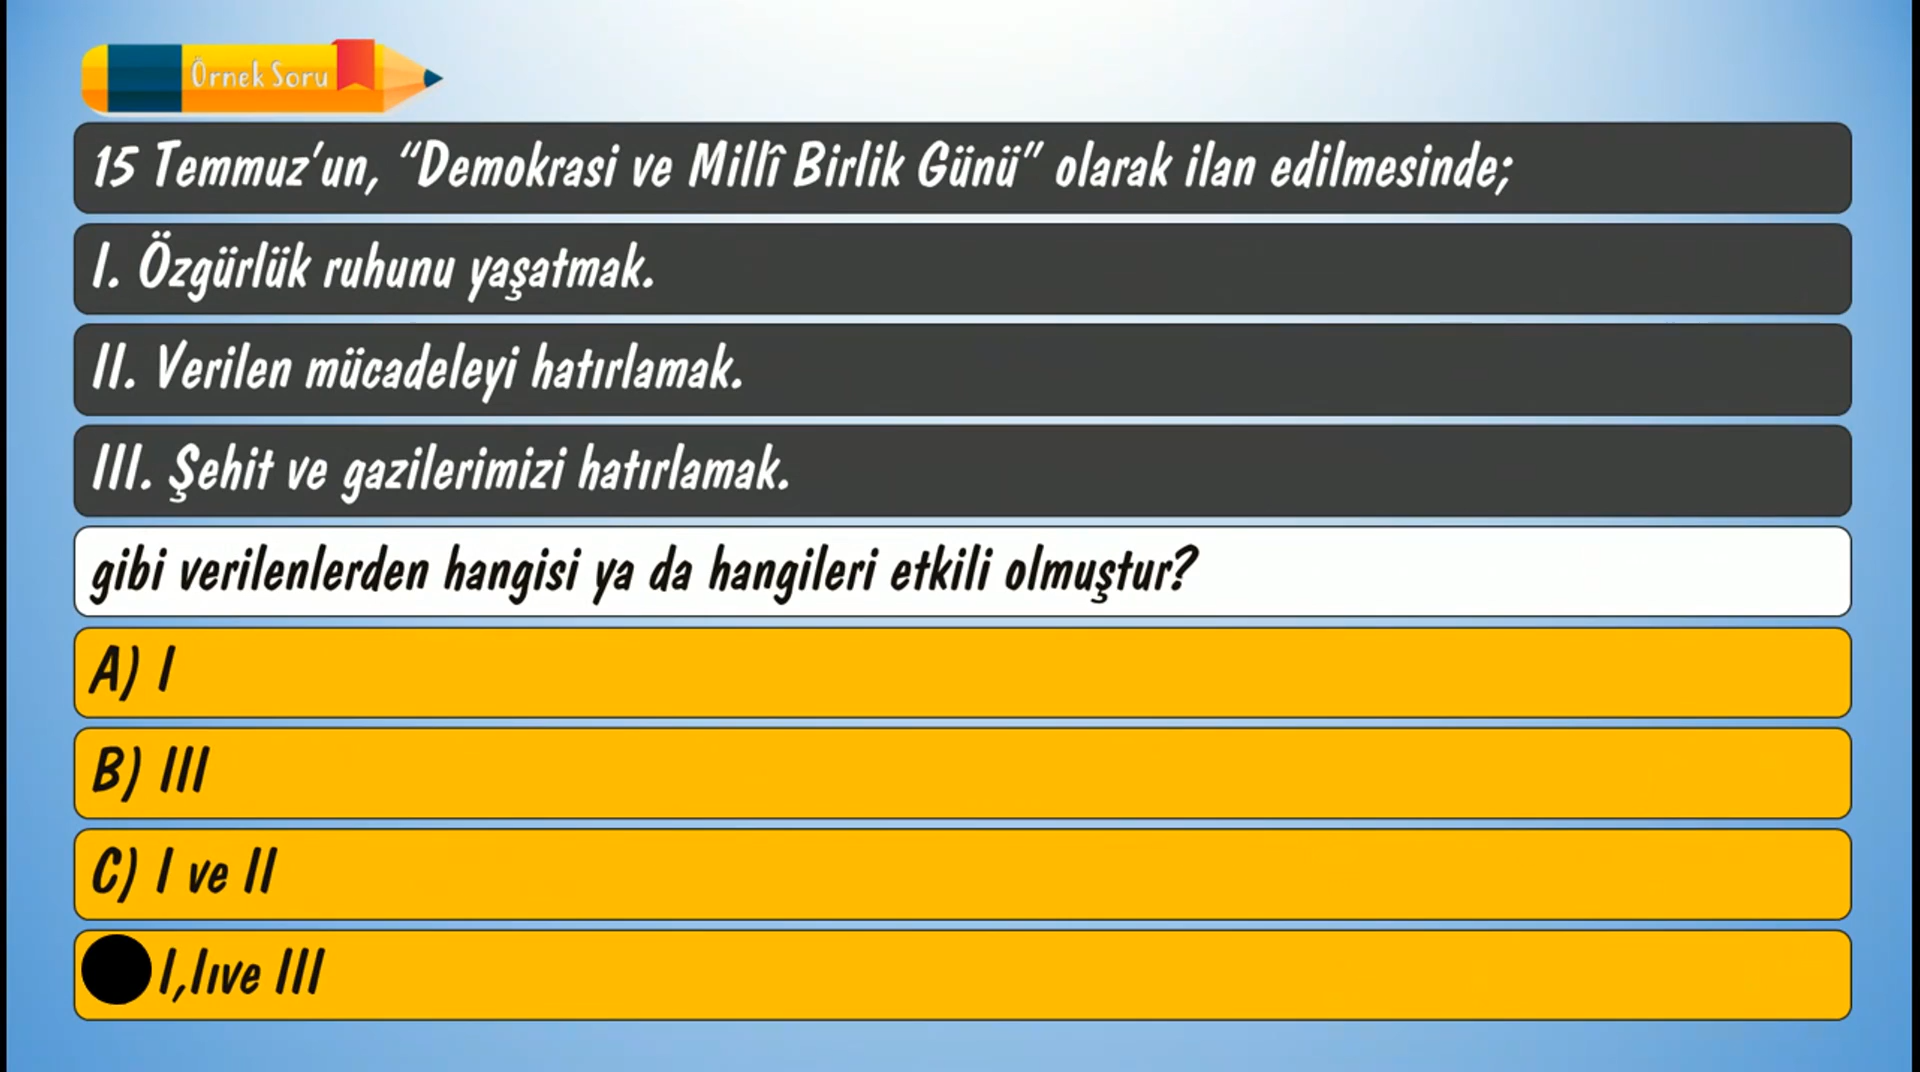 Örnek Soru
15 Temmuz'un, “Demokrasi ve Millî Birlik Günü” olarak ilan edilmesinde;
I. Özgürlük ruhunu yaşatmak.
II. Verilen mücadeleyi hatırlamak.
III. Şehit ve gazilerimizi hatırlamak.
gibi verilenlerden hangisi ya da hangileri etkili olmuştur?
A) I
B) III
C) I ve II
I,Iıve III